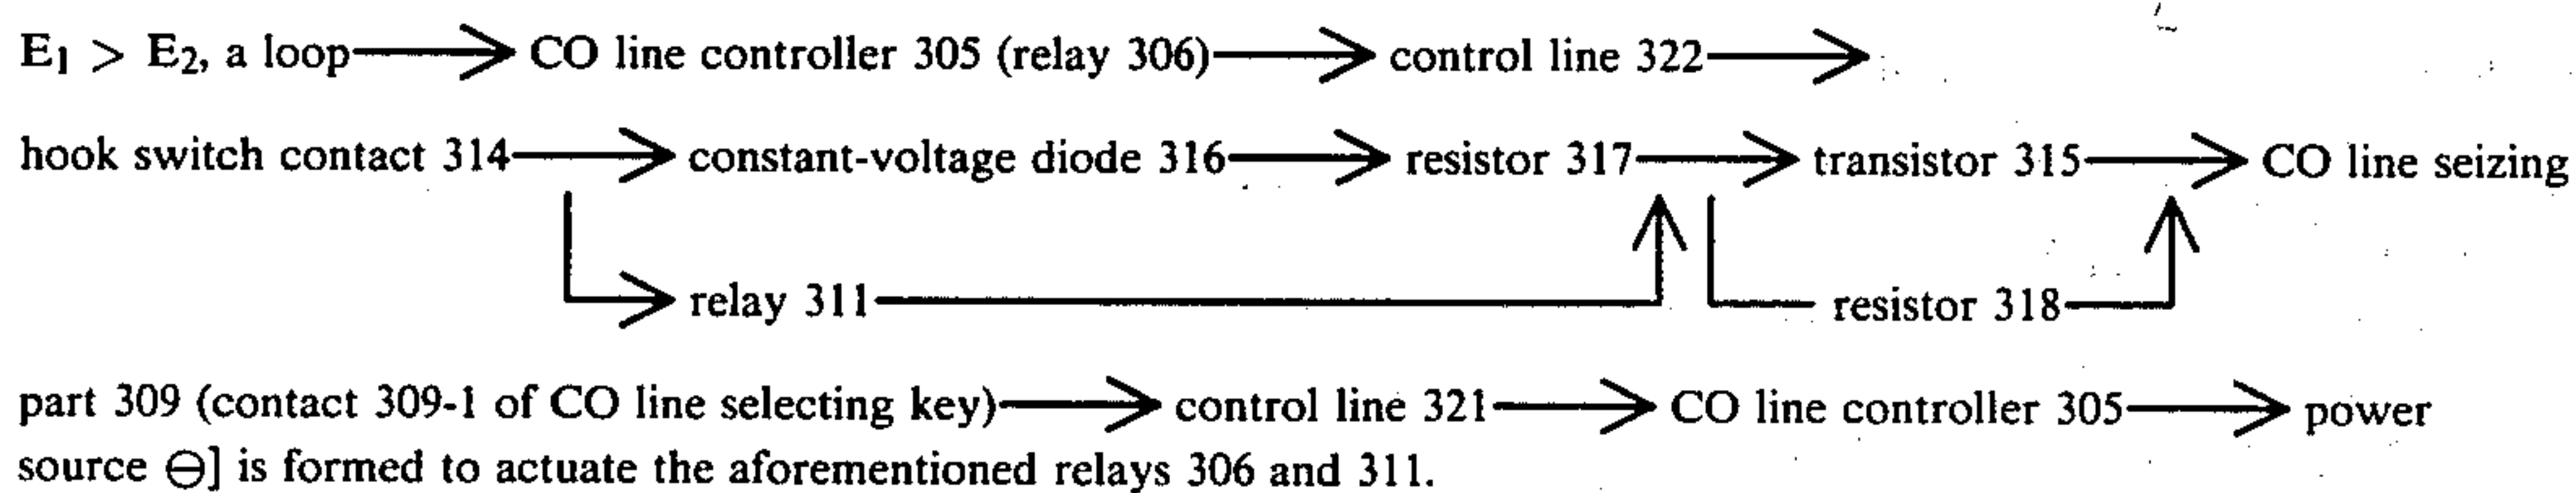 E₁ > E₂, a loop ⟶ CO line controller 305 (relay 306) ⟶ control line 322 ⟶
hook switch contact 314 ⟶ constant-voltage diode 316 ⟶ resistor 317 ⟶ transistor 315 ⟶ CO line seizing
relay 311 resistor 318
part 309 (contact 309-1 of CO line selecting key) ⟶ control line 321 ⟶ CO line controller 305 ⟶ power
source ⊖] is formed to actuate the aforementioned relays 306 and 311.